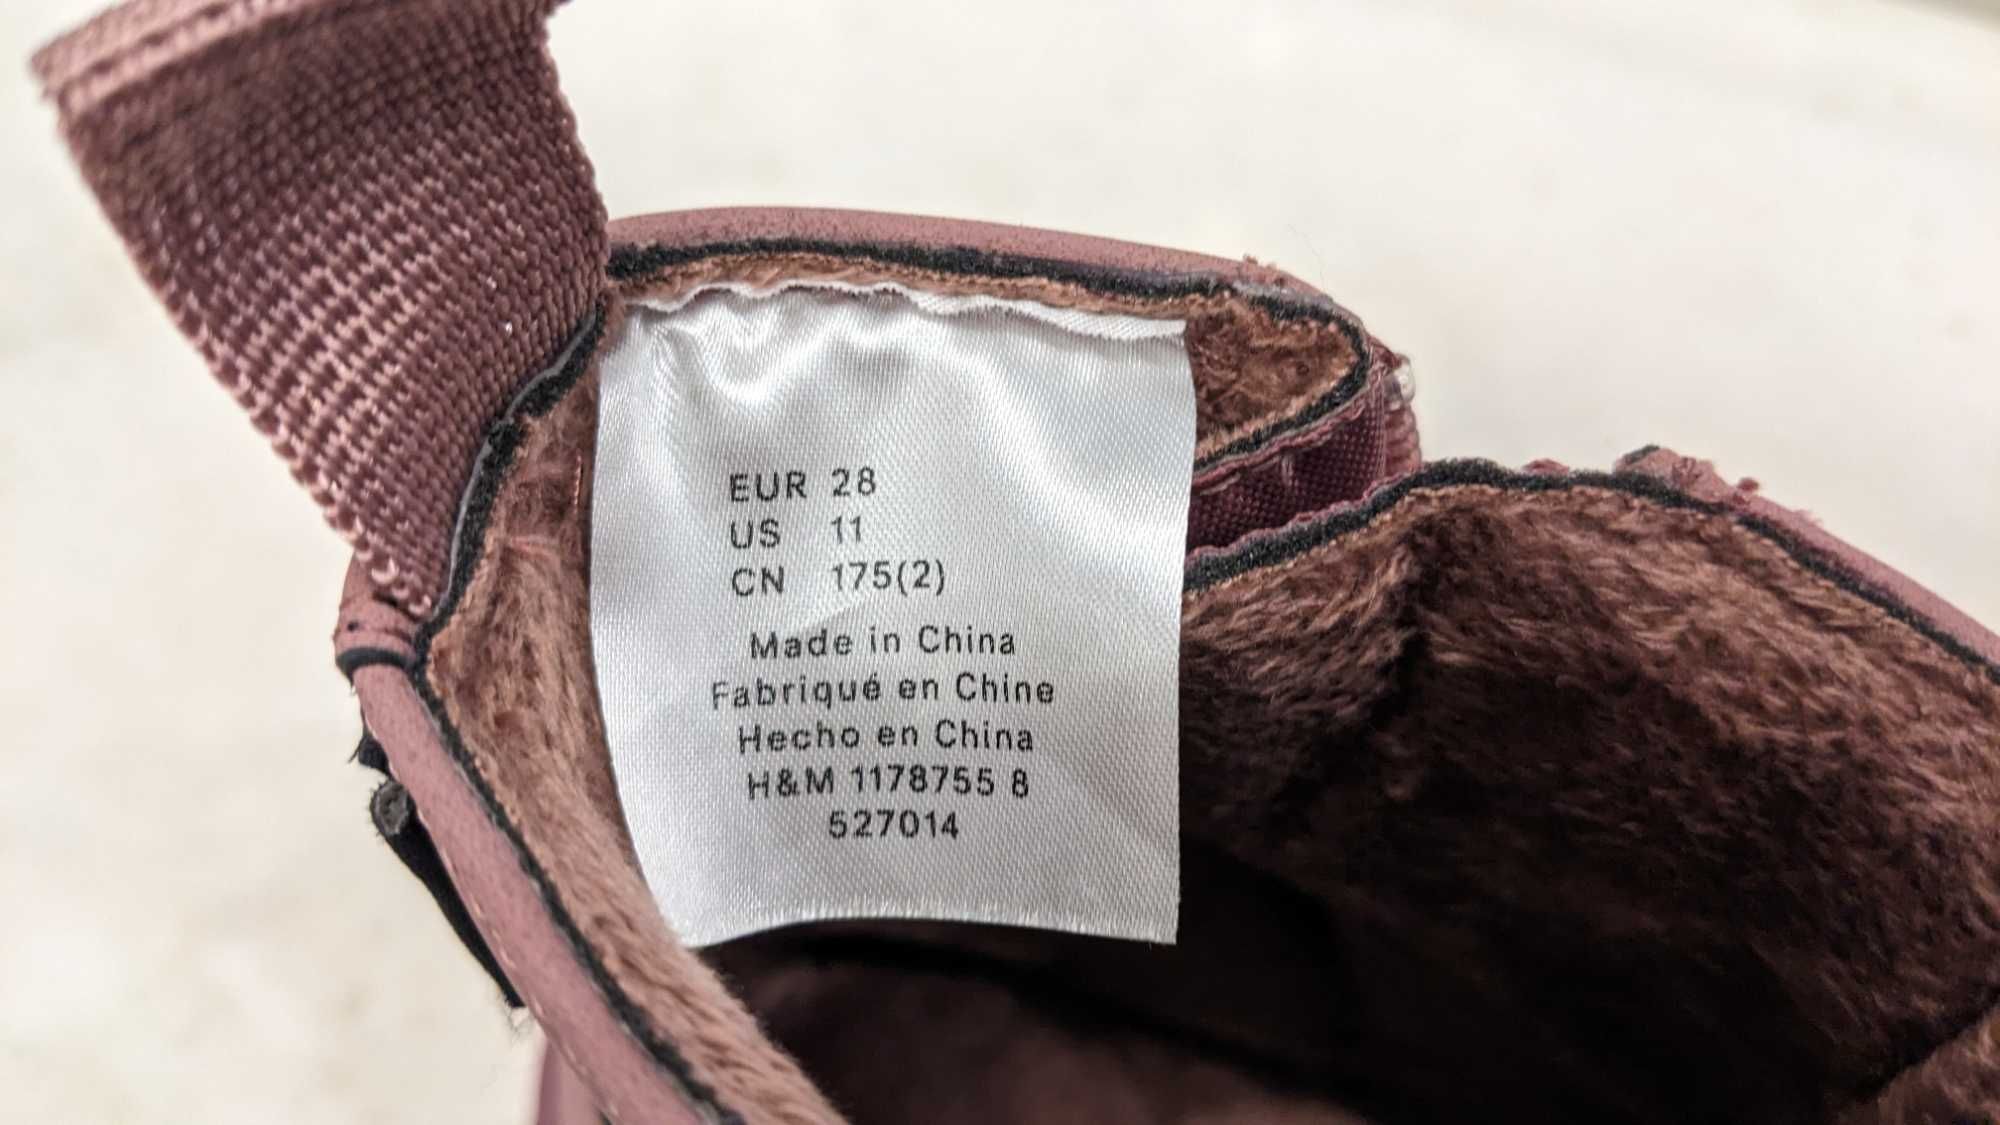 EUR 28
US 11
CN 175(2)
Made in China
Fabriqué en Chine
Hecho en China
H&M 1178755 8
527014